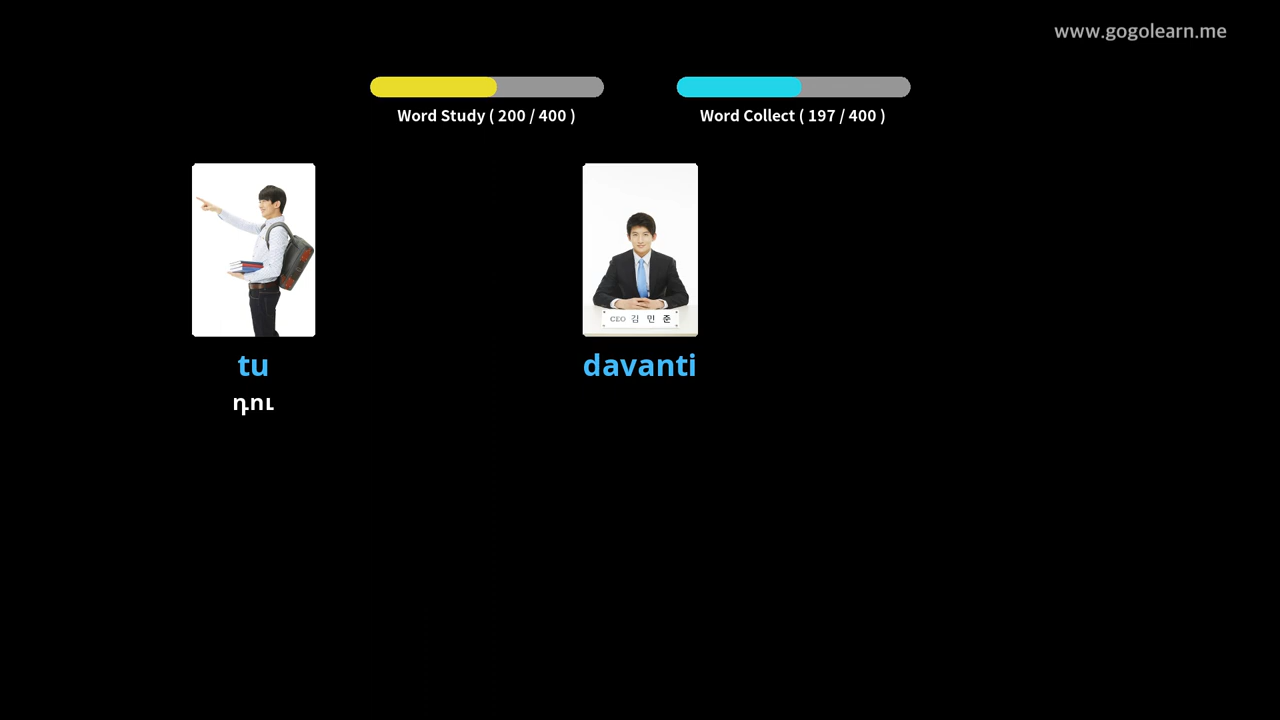 www.gogolearn.me
Word Study ( 200 / 400 )
Word Collect ( 197 / 400 )
CEO 김 민 준
tu
davanti
դու